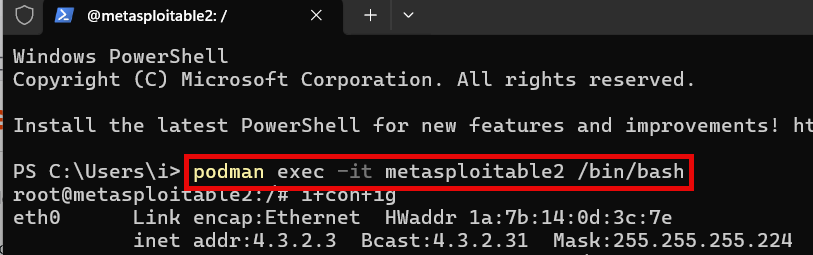 @metasploitable2: /
Windows PowerShell
Copyright (C) Microsoft Corporation. All rights reserved.
Install the latest PowerShell for new features and improvements! ht
PS C:\Users\i> podman exec -it metasploitable2 /bin/bash
root@metasploitable2:/# ifconfig
eth0      Link encap:Ethernet  HWaddr 1a:7b:14:0d:3c:7e
          inet addr:4.3.2.3  Bcast:4.3.2.31  Mask:255.255.255.224